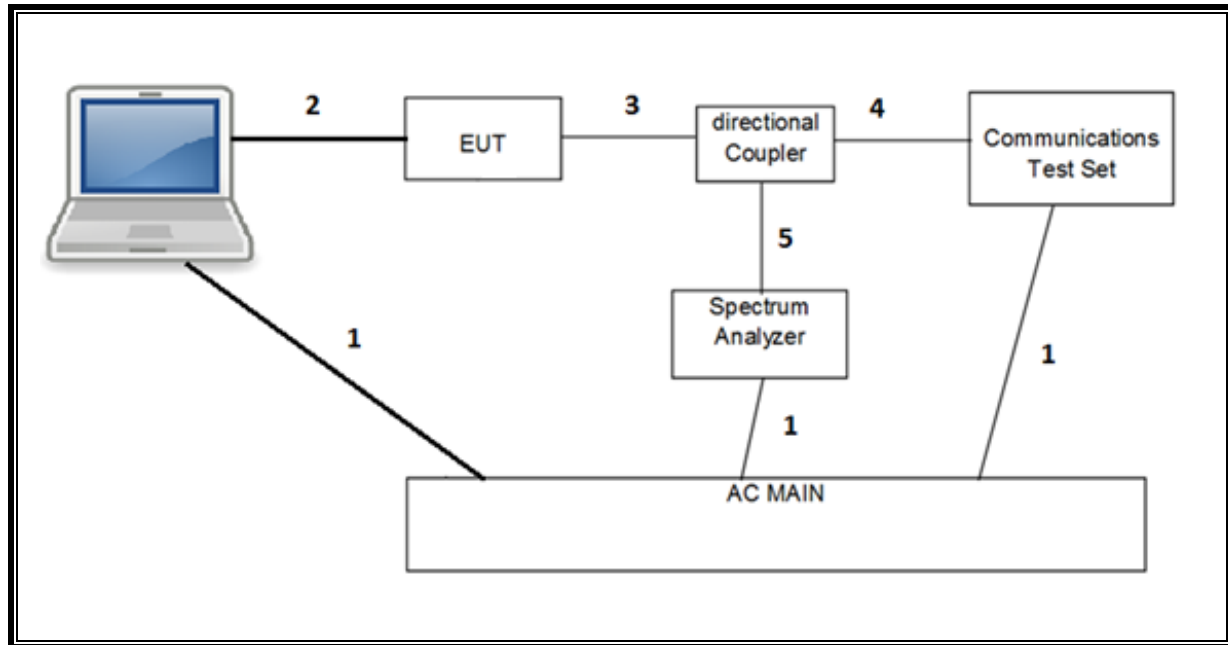 2
EUT
3
directional
Coupler
4
Communications
Test Set
5
Spectrum
Analyzer
1
1
1
AC MAIN